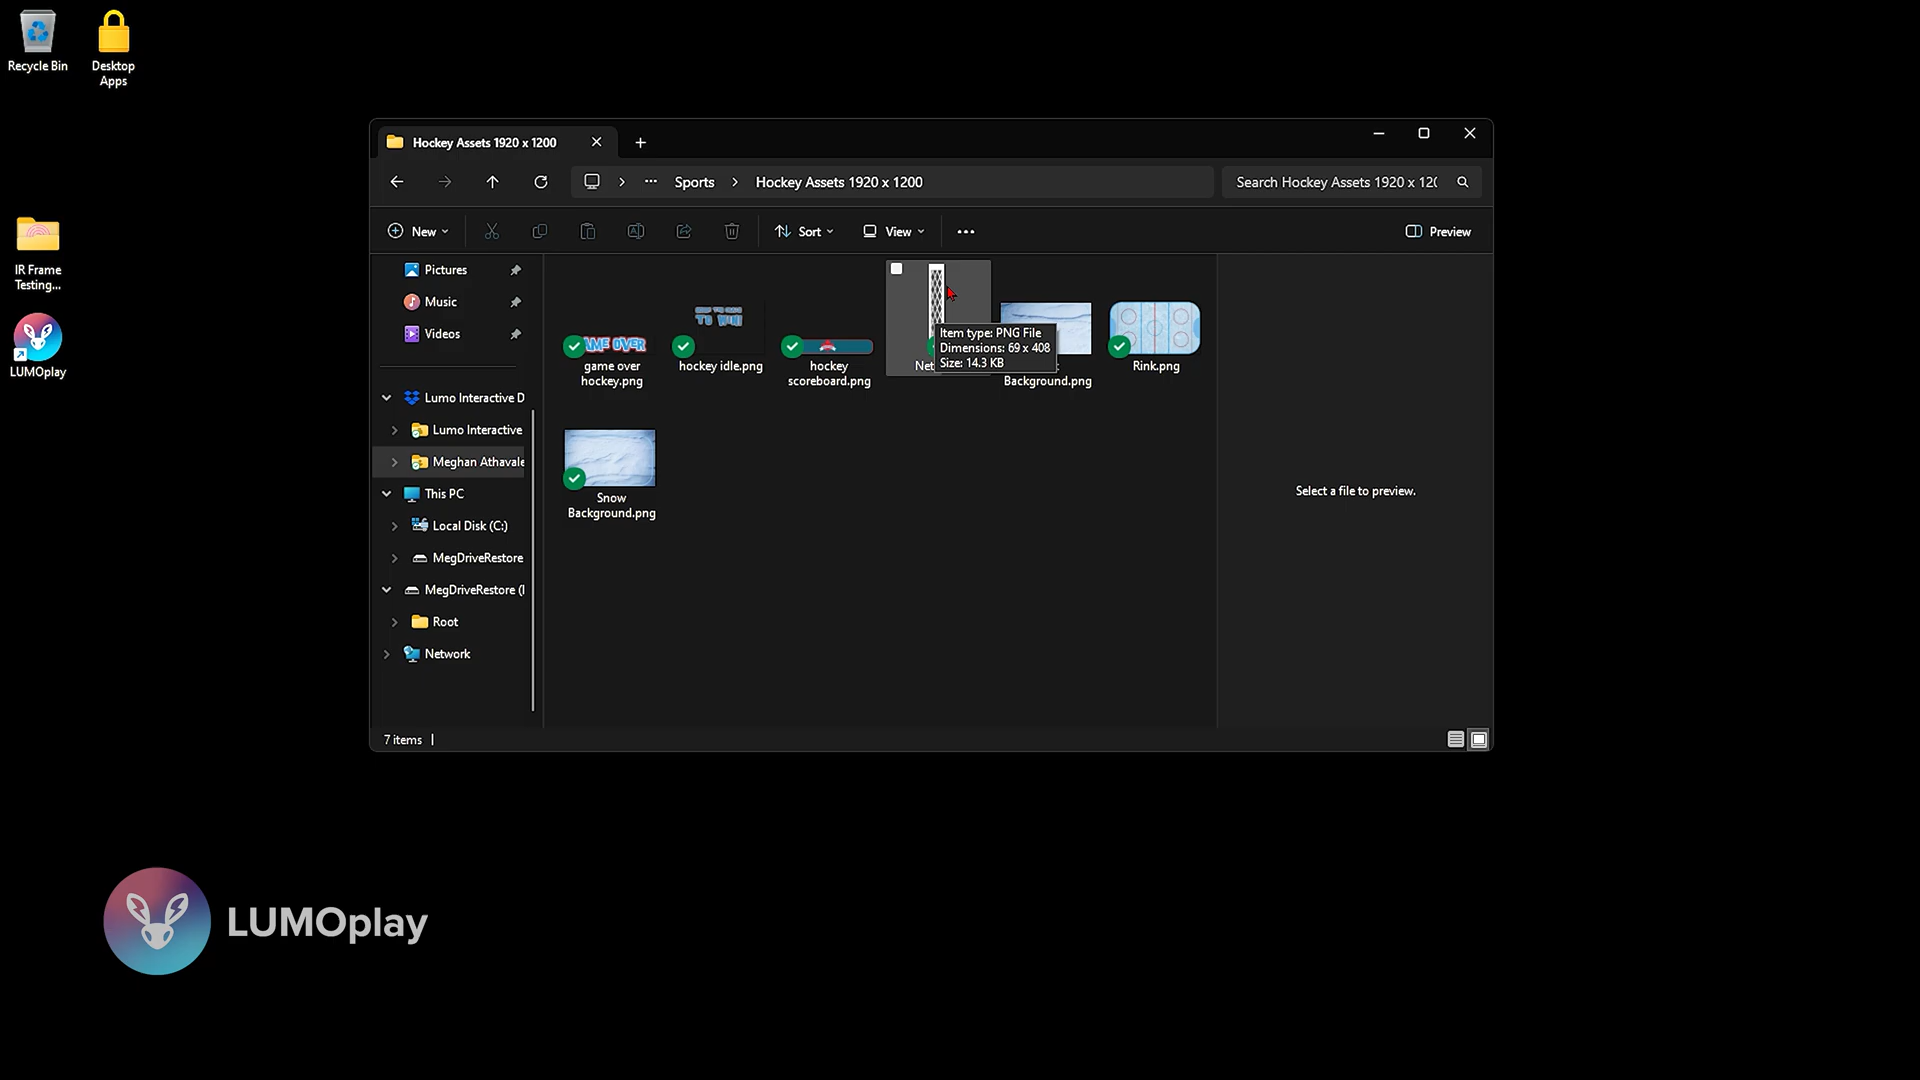 Recycle Bin
Desktop
Apps
IR Frame
Testing...
LUMOplay
Hockey Assets 1920 x 1200
Sports
Hockey Assets 1920 x 1200
Search Hockey Assets 1920 x 120
New
Sort
View
Preview
Pictures
Music
Videos
Lumo Interactive D
Lumo Interactive
Meghan Athavale
This PC
Local Disk (C:)
MegDriveRestore
MegDriveRestore (
Root
Network
GAME OVER
game over
hockey.png
TO WIN!
hockey idle.png
hockey
scoreboard.png
Net
Item type: PNG File
Dimensions: 69 x 408
Size: 14.3 KB
Background.png
Rink.png
Snow
Background.png
Select a file to preview.
7 items
LUMOplay